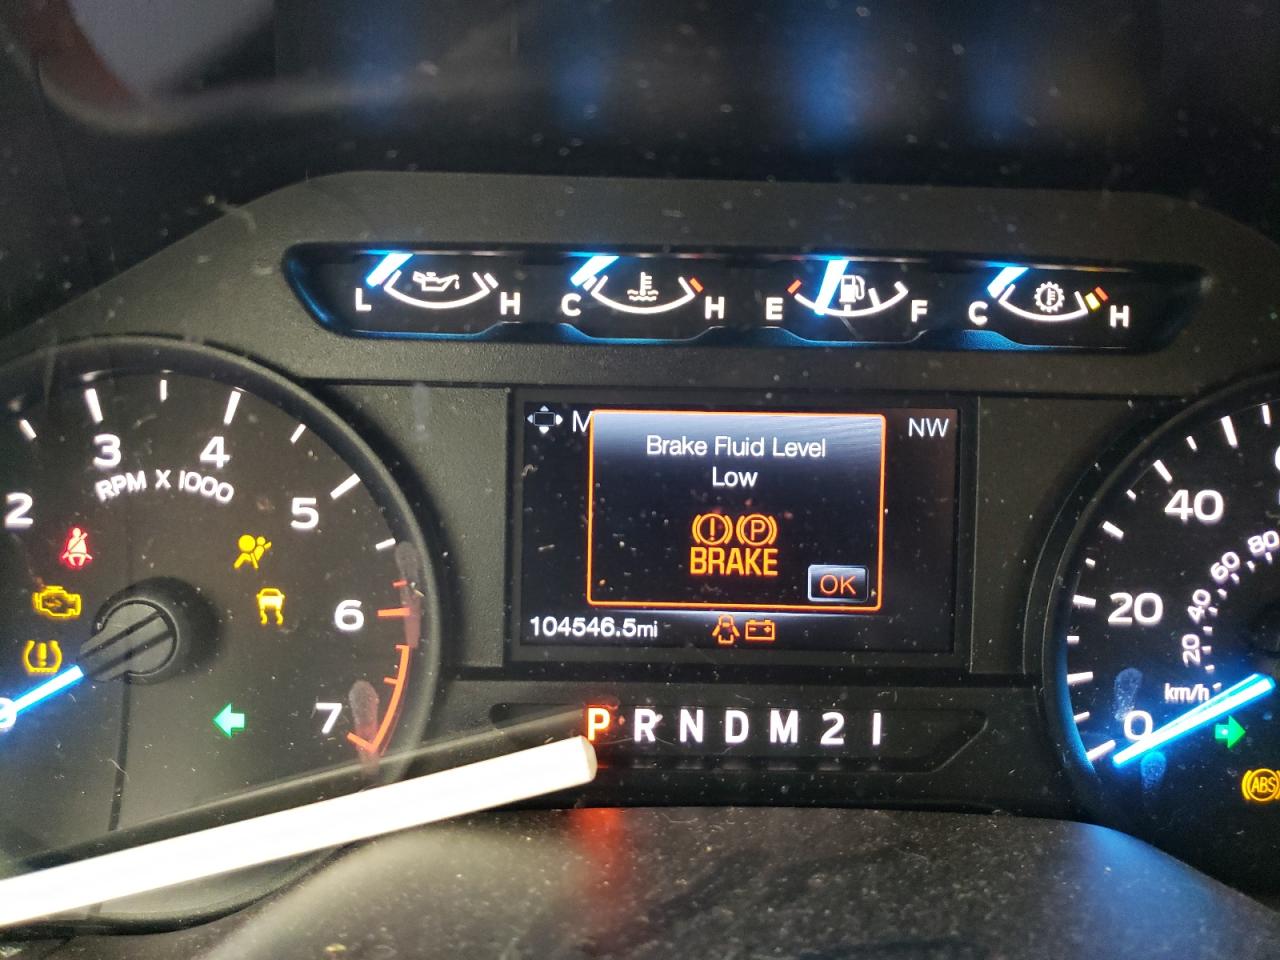 L H C H E F C H
3 4
RPM X 1000
2 5
6
7
M NW
Brake Fluid Level
Low
P
BRAKE
OK
104546.5mi
P R N D M 2 1
40
20
0
80
60
40
20
km/h
ABS